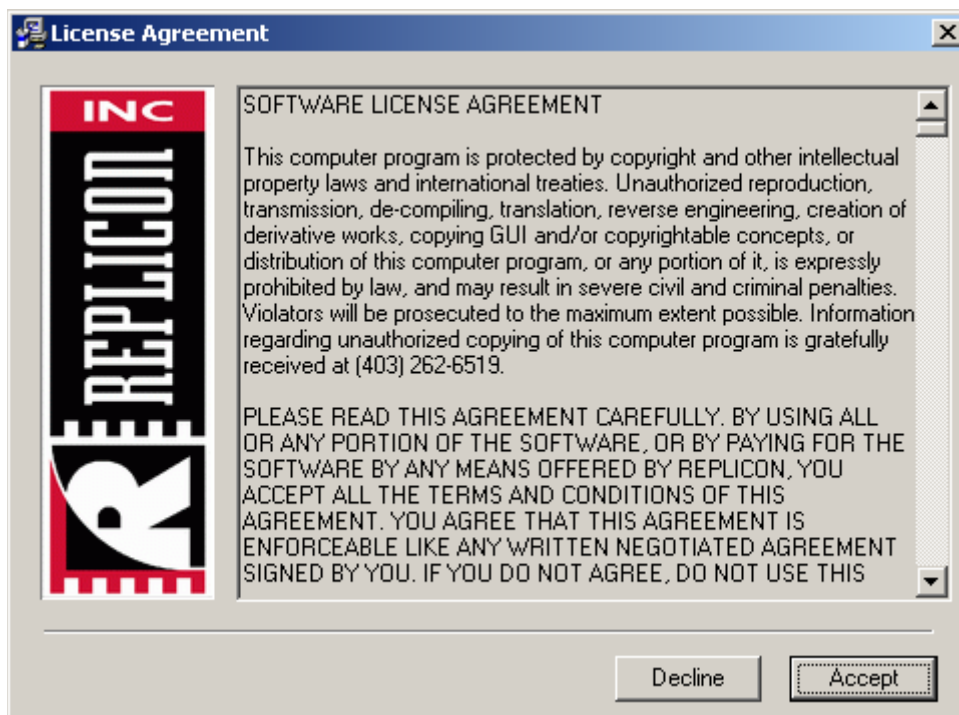 License Agreement
INC
REPLICON
R
SOFTWARE LICENSE AGREEMENT
This computer program is protected by copyright and other intellectual
property laws and international treaties. Unauthorized reproduction,
transmission, de-compiling, translation, reverse engineering, creation of
derivative works, copying GUI and/or copyrightable concepts, or
distribution of this computer program, or any portion of it, is expressly
prohibited by law, and may result in severe civil and criminal penalties.
Violators will be prosecuted to the maximum extent possible. Information
regarding unauthorized copying of this computer program is gratefully
received at (403) 262-6519.
PLEASE READ THIS AGREEMENT CAREFULLY. BY USING ALL
OR ANY PORTION OF THE SOFTWARE, OR BY PAYING FOR THE
SOFTWARE BY ANY MEANS OFFERED BY REPLICON, YOU
ACCEPT ALL THE TERMS AND CONDITIONS OF THIS
AGREEMENT. YOU AGREE THAT THIS AGREEMENT IS
ENFORCEABLE LIKE ANY WRITTEN NEGOTIATED AGREEMENT
SIGNED BY YOU. IF YOU DO NOT AGREE, DO NOT USE THIS
Decline
Accept